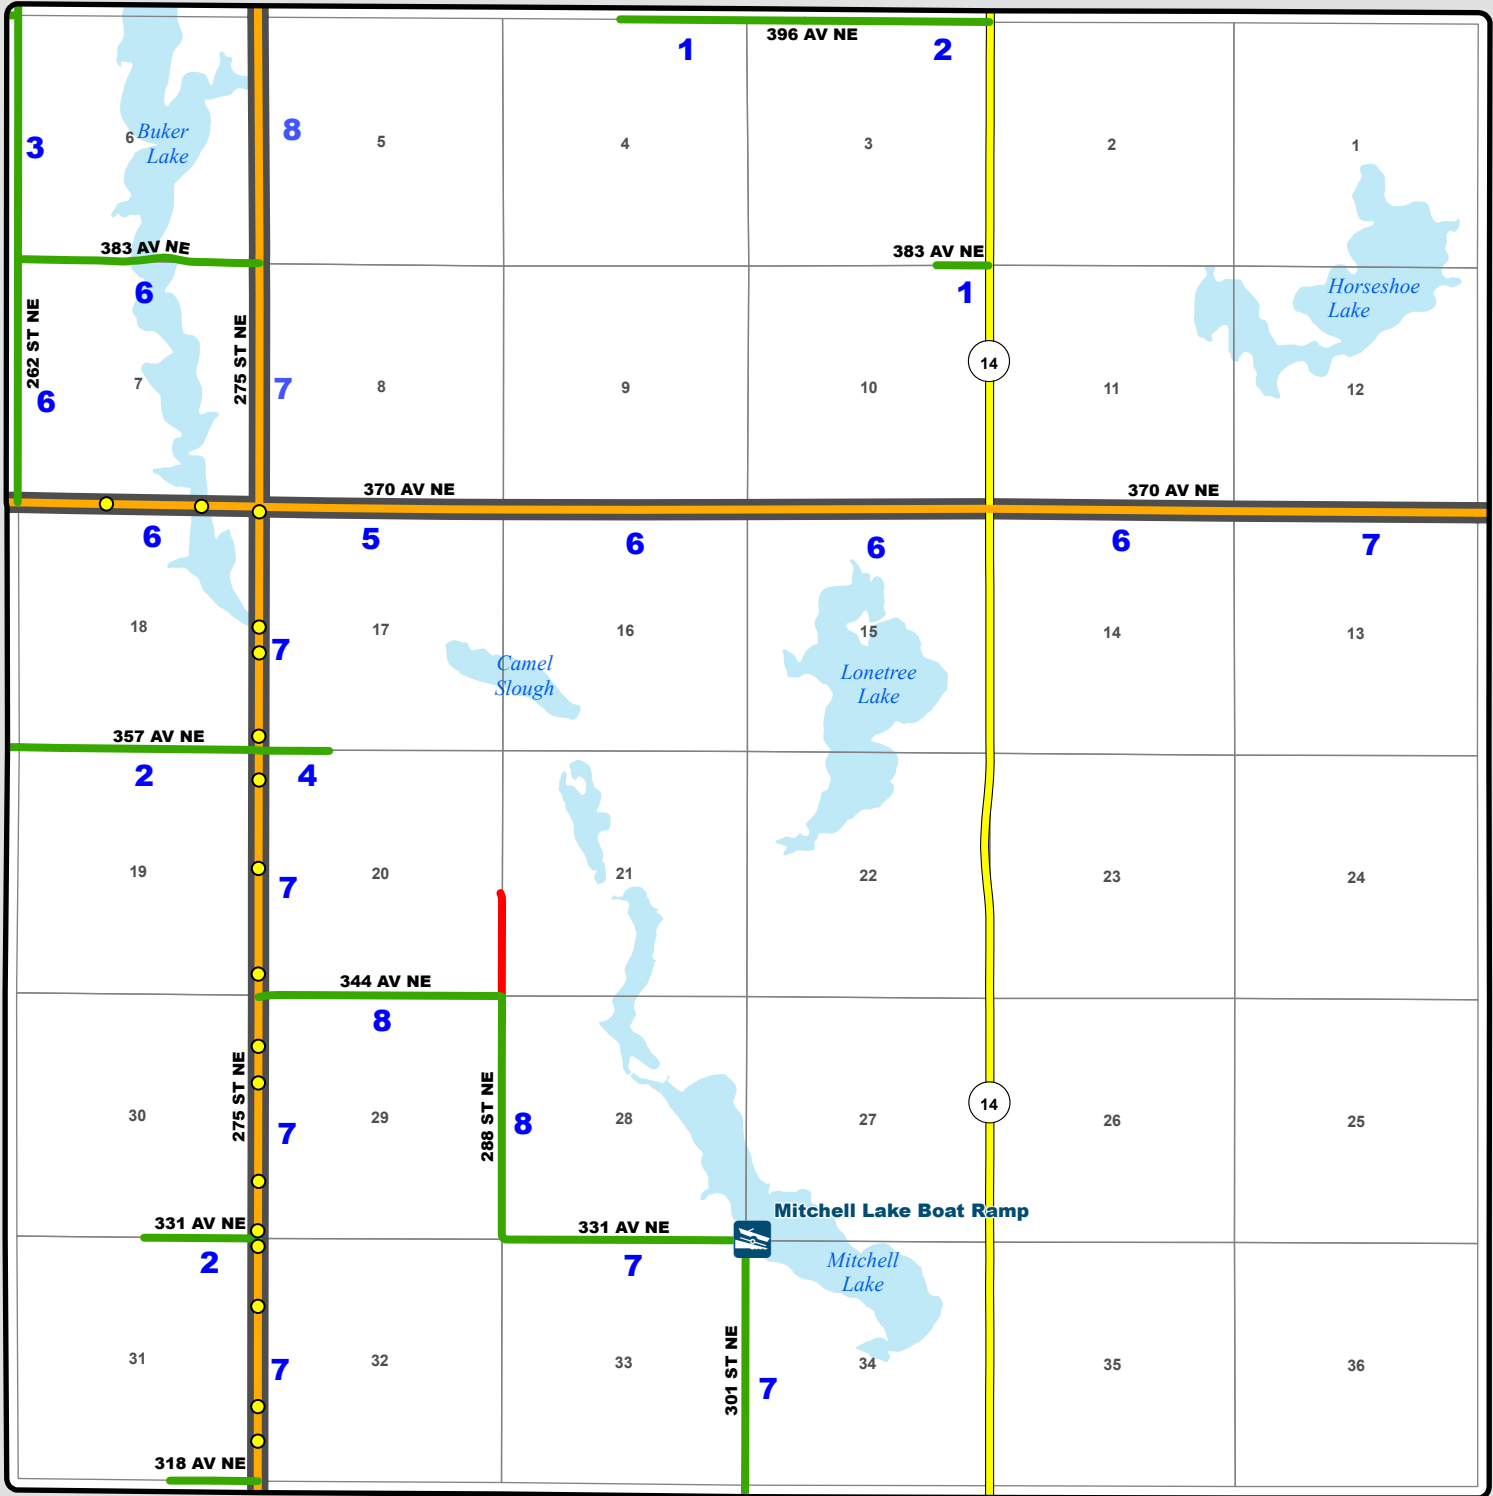 396 AV NE
1
2
3
6
Buker
Lake
8
5
4
3
2
1
383 AV NE
383 AV NE
6
1
Horseshoe
Lake
262 ST NE
275 ST NE
14
6
7
7
8
9
10
11
12
370 AV NE
370 AV NE
6
5
6
6
6
7
18
7
17
16
15
14
13
Camel
Slough
Lonetree
Lake
357 AV NE
2
4
19
7
20
21
22
23
24
344 AV NE
8
275 ST NE
288 ST NE
14
30
7
29
8
28
27
26
25
Mitchell Lake Boat Ramp
331 AV NE
331 AV NE
2
7
Mitchell
Lake
31
7
32
33
301 ST NE
7
34
35
36
318 AV NE